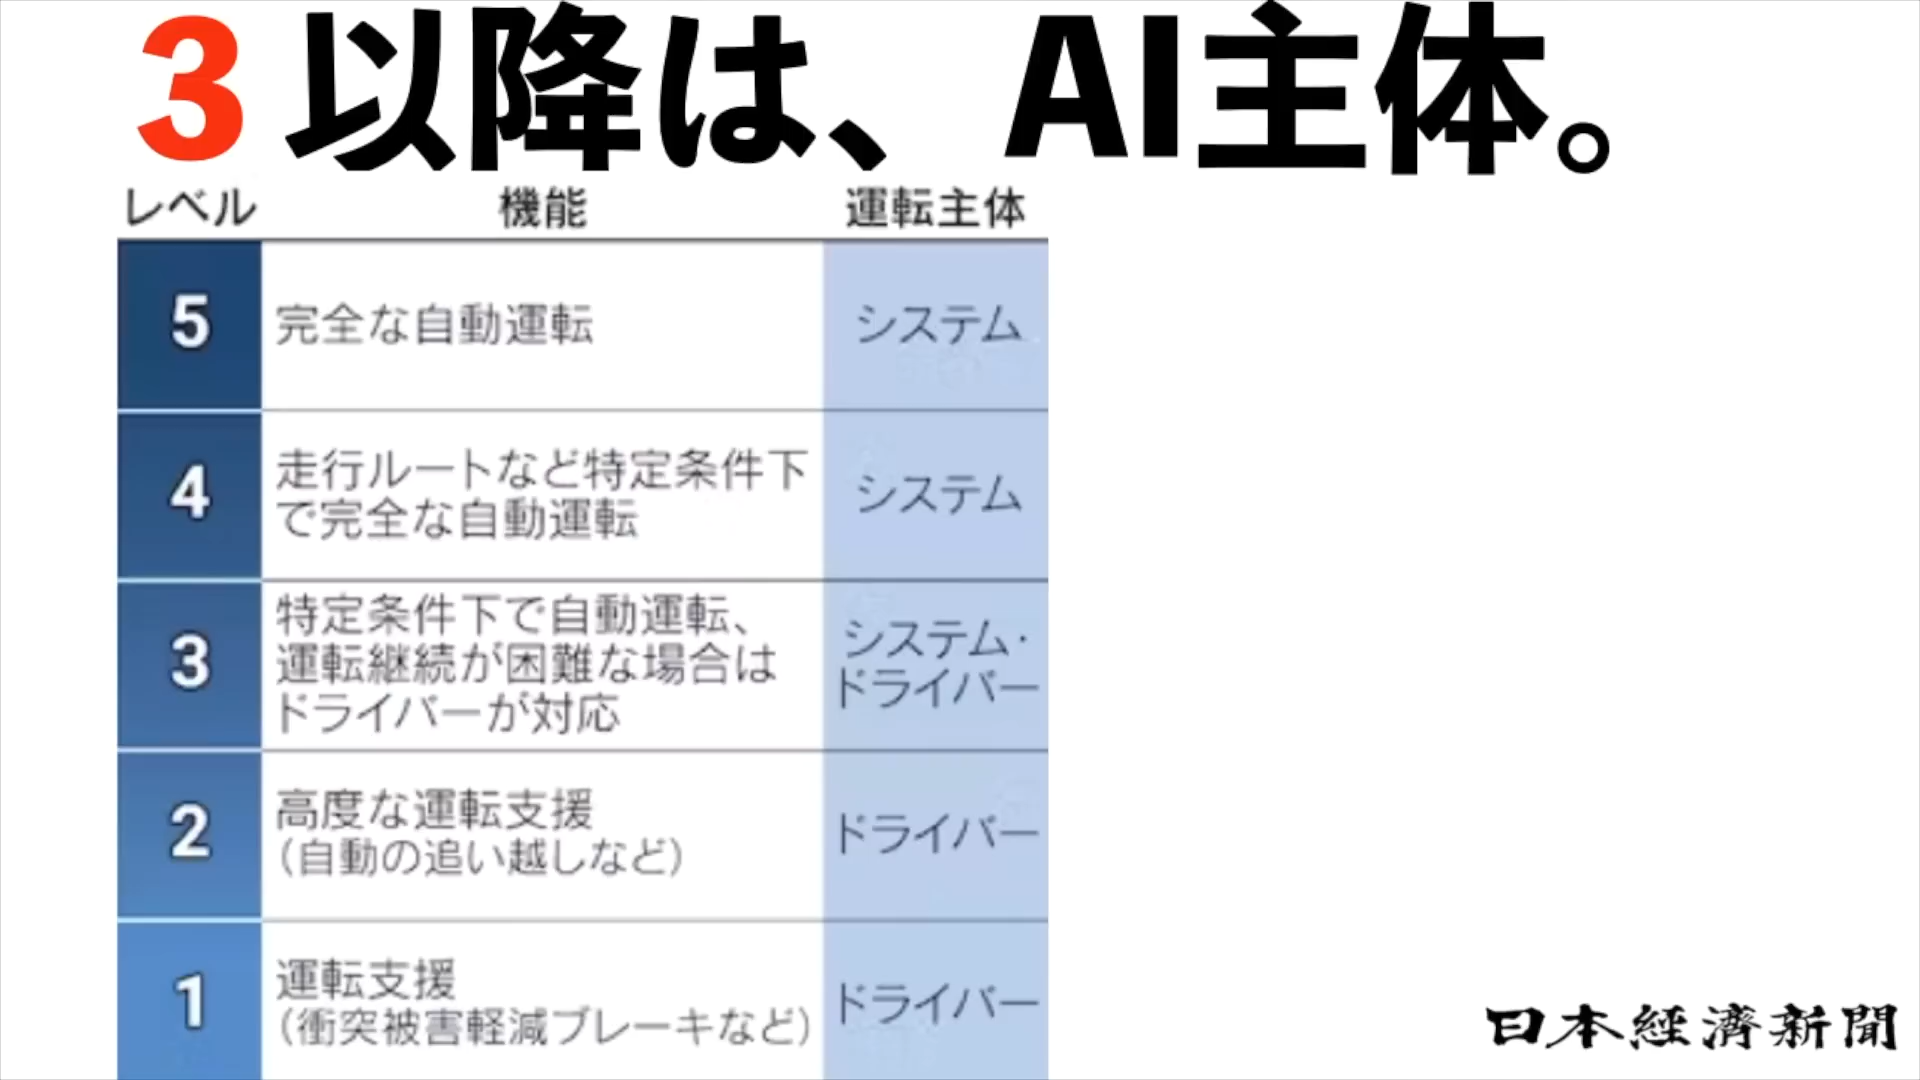 3以降は、AI主体。
レベル 機能 運転主体
5 完全な自動運転 システム
4 走行ルートなど特定条件下
で完全な自動運転 システム
3 特定条件下で自動運転、
運転継続が困難な場合は
ドライバーが対応 システム・
ドライバー
2 高度な運転支援
(自動の追い越しなど) ドライバー
1 運転支援
(衝突被害軽減ブレーキなど) ドライバー
日本經濟新聞